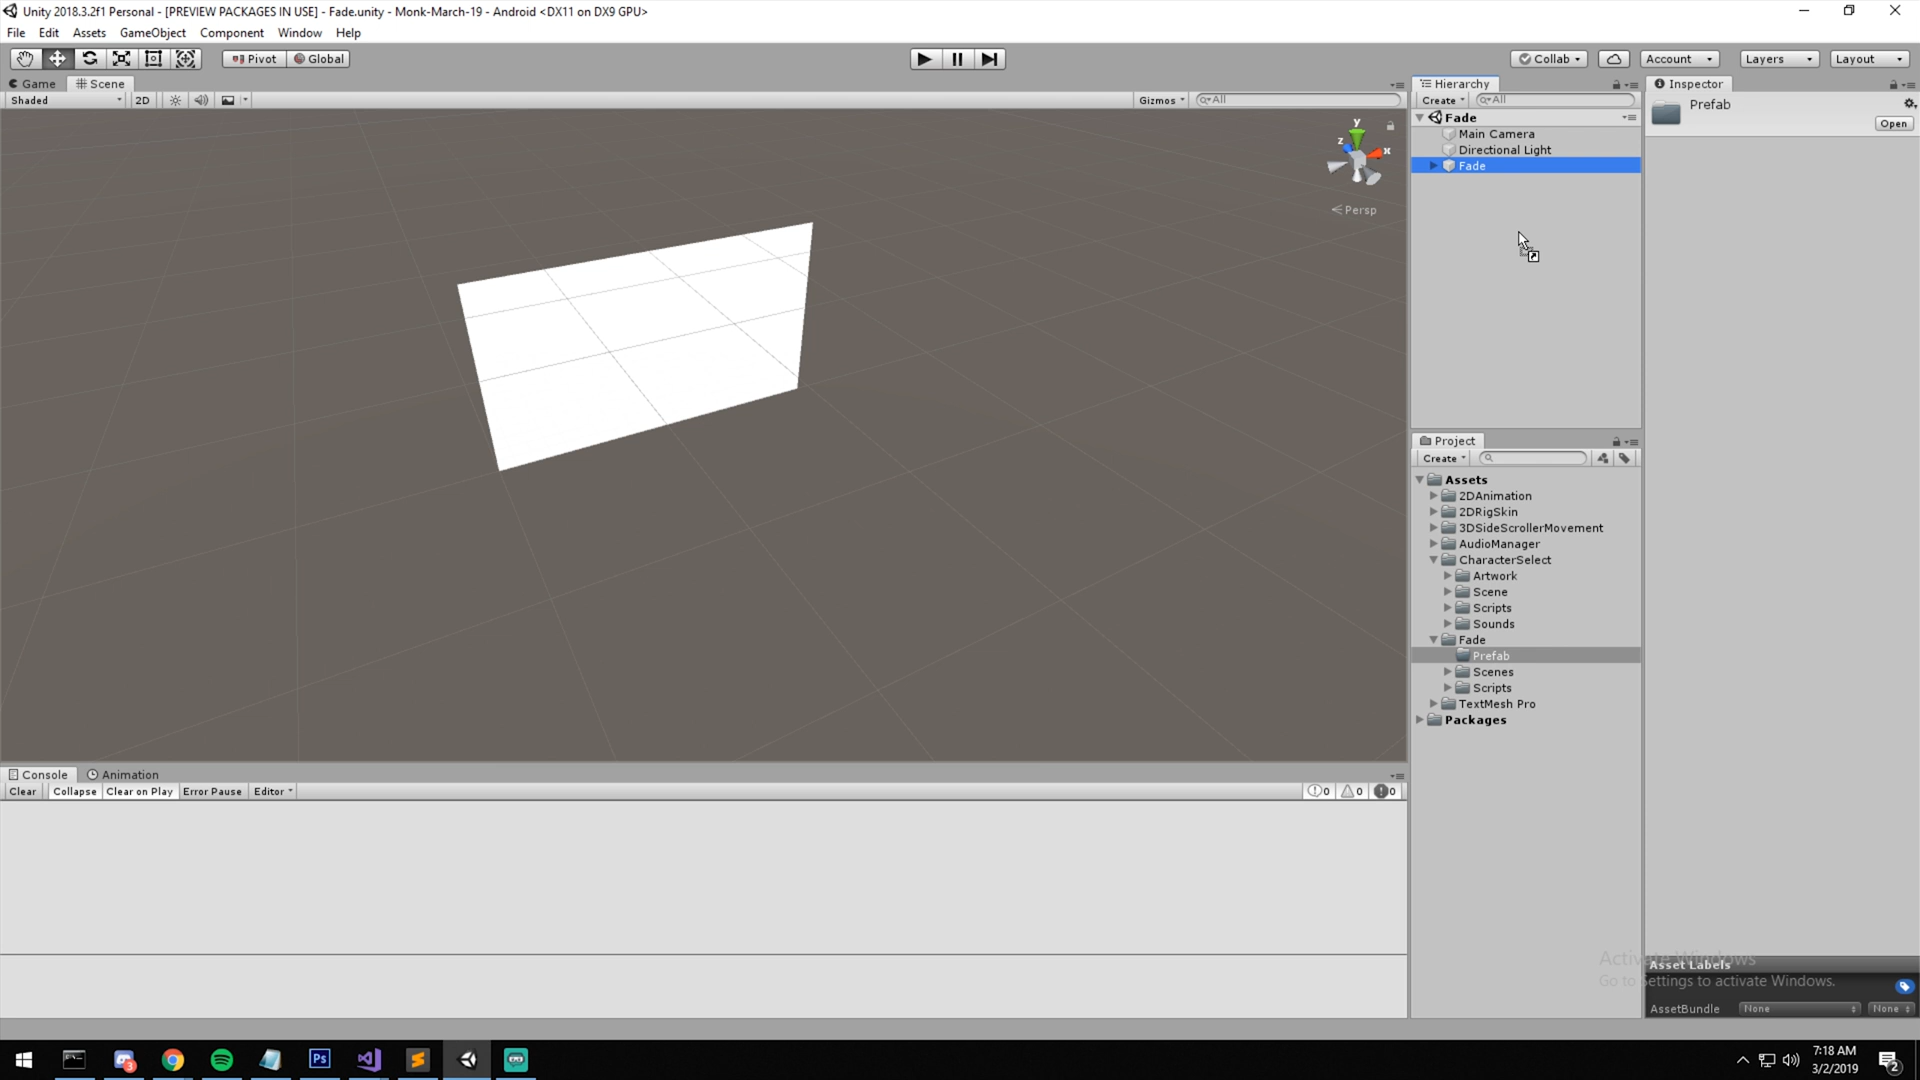 Unity 2018.3.2f1 Personal - [PREVIEW PACKAGES IN USE] - Fade.unity - Monk-March-19 - Android <DX11 on DX9 GPU>
File Edit Assets GameObject Component Window Help
Pivot Global Collab Account Layers Layout
Game Scene
Shaded 2D Gizmos All
y
z x
Persp
Hierarchy
Create All
Fade
Main Camera
Directional Light
Fade
Inspector
Prefab
Open
Project
Create
Assets
2DAnimation
2DRigSkin
3DSideScrollerMovement
AudioManager
CharacterSelect
Artwork
Scene
Scripts
Sounds
Fade
Prefab
Scenes
Scripts
TextMesh Pro
Packages
Console Animation
Clear Collapse Clear on Play Error Pause Editor 0 0 0
Activate Windows
Go to Settings to activate Windows.
Asset Labels
AssetBundle None None
Ps
3
7:18 AM
3/2/2019
2